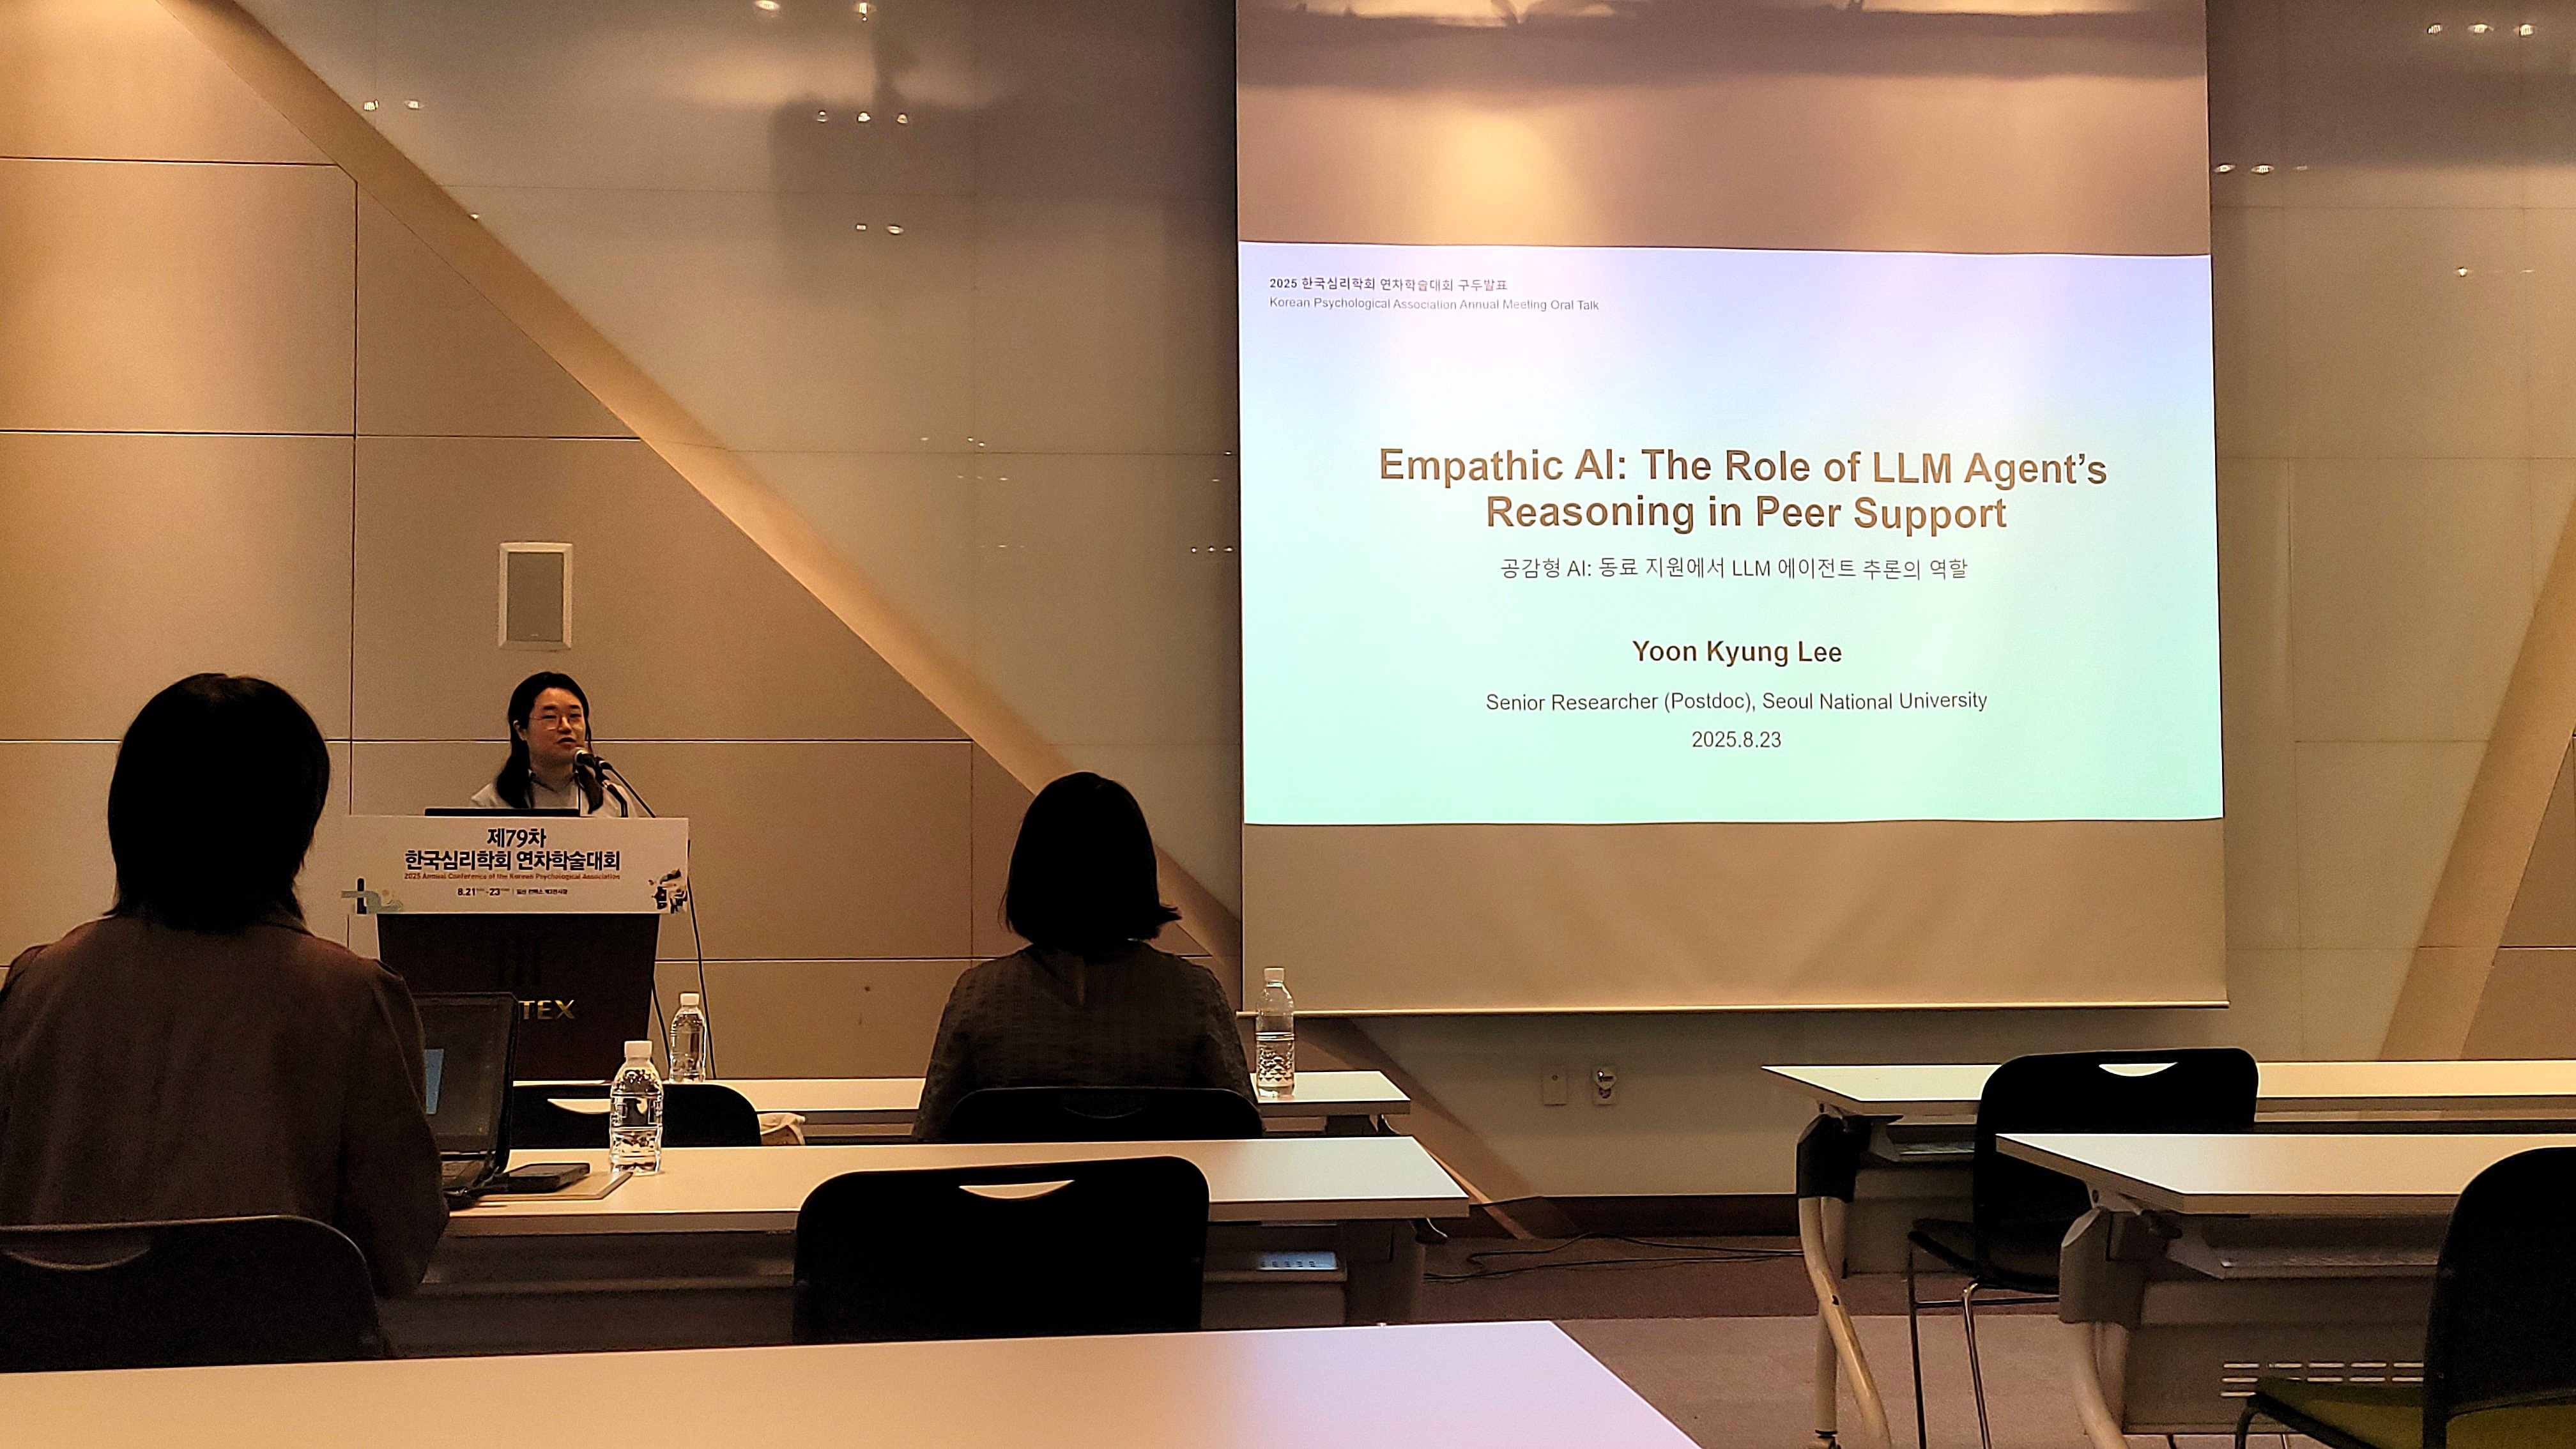 2025 한국심리학회 연차학술대회 구두발표
Korean Psychological Association Annual Meeting Oral Talk
Empathic AI: The Role of LLM Agent’s
Reasoning in Peer Support
공감형 AI: 동료 지원에서 LLM 에이전트 추론의 역할
Yoon Kyung Lee
Senior Researcher (Postdoc), Seoul National University
2025.8.23
제79차
한국심리학회 연차학술대회
2025 Annual Conference of the Korean Psychological Association
8.21 - 23
TEX